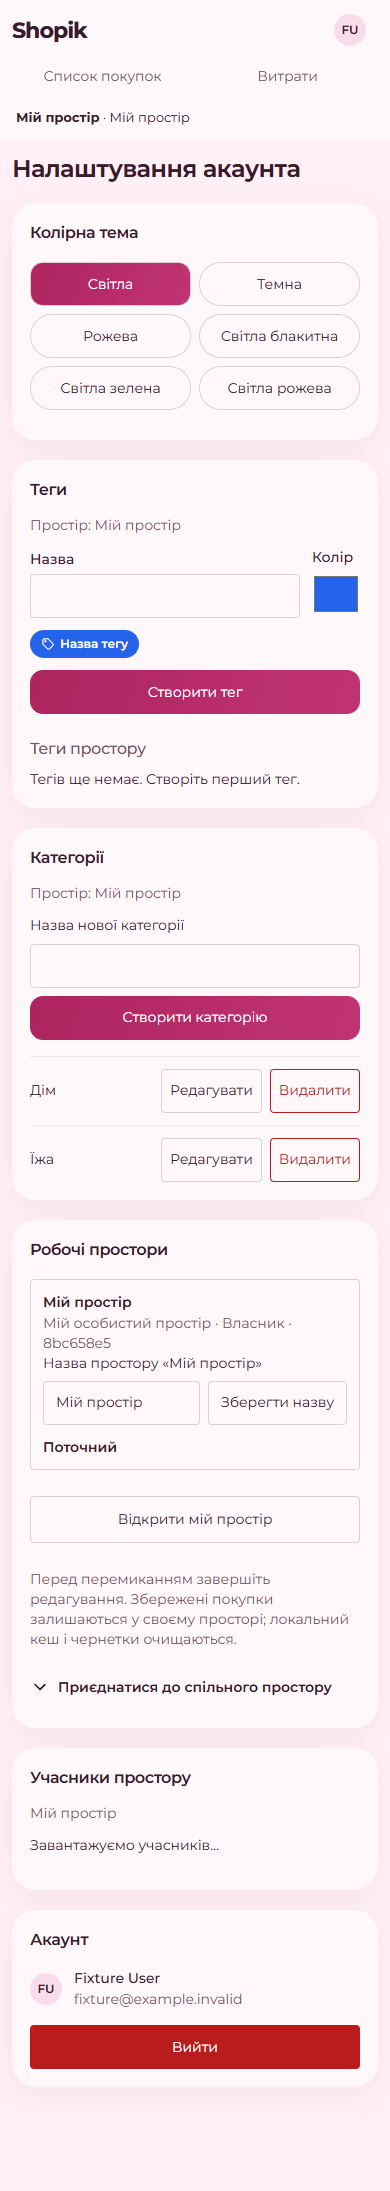 Shopik
FU
Список покупок
Витрати
Мій простір · Мій простір
Налаштування акаунта
Колірна тема
Світла
Темна
Рожева
Світла блакитна
Світла зелена
Світла рожева
Теги
Простір: Мій простір
Назва
Колір
Назва тегу
Створити тег
Теги простору
Тегів ще немає. Створіть перший тег.
Категорії
Простір: Мій простір
Назва нової категорії
Створити категорію
Дім
Редагувати
Видалити
Їжа
Редагувати
Видалити
Робочі простори
Мій простір
Мій особистий простір · Власник ·
8bc658e5
Назва простору «Мій простір»
Мій простір
Зберегти назву
Поточний
Відкрити мій простір
Перед перемиканням завершіть
редагування. Збережені покупки
залишаються у своєму просторі; локальний
кеш і чернетки очищаються.
Приєднатися до спільного простору
Учасники простору
Мій простір
Завантажуємо учасників…
Акаунт
FU
Fixture User
fixture@example.invalid
Вийти